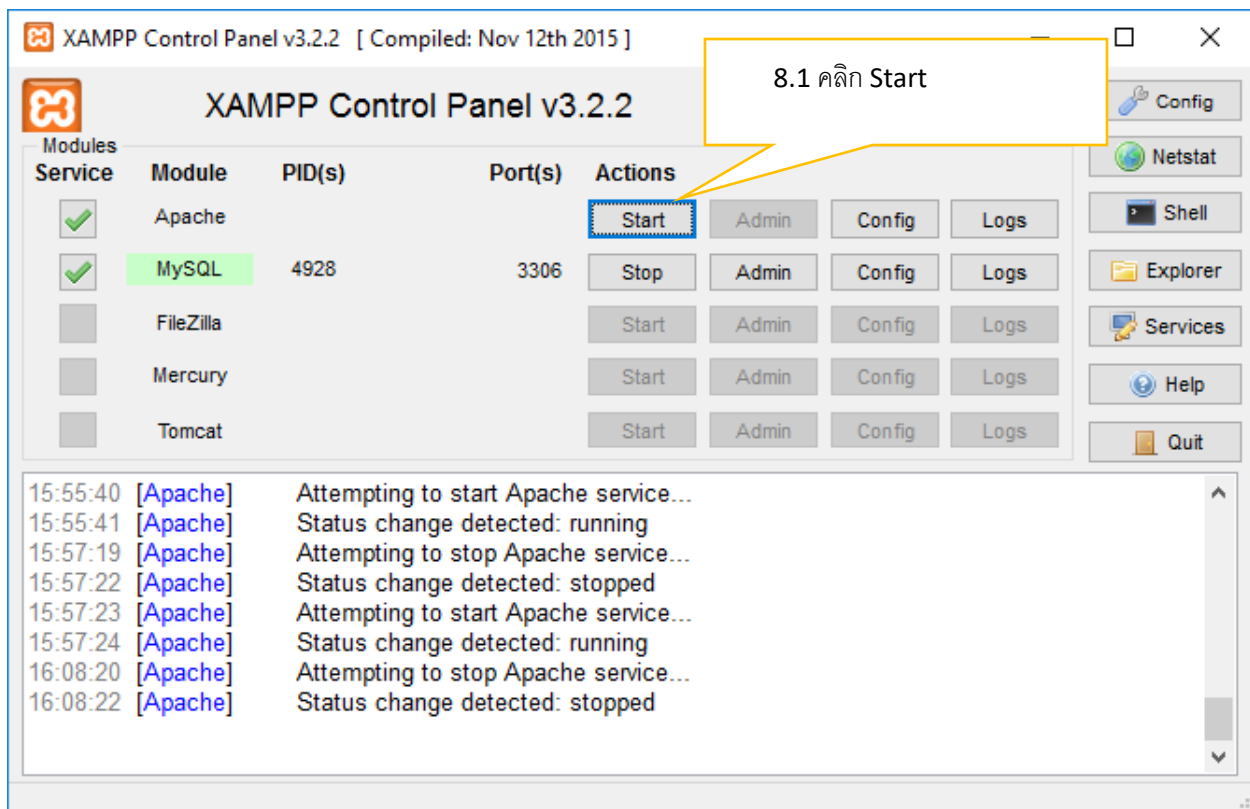 XAMPP Control Panel v3.2.2 [ Compiled: Nov 12th 2015 ]
8.1 คลิก Start
XAMPP Control Panel v3.2.2
Config
Modules
Netstat
Service Module PID(s) Port(s) Actions
Shell
Apache Start Admin Config Logs
MySQL 4928 3306 Stop Admin Config Logs
Explorer
FileZilla Start Admin Config Logs
Services
Mercury Start Admin Config Logs
Help
Tomcat Start Admin Config Logs
Quit
15:55:40 [Apache] Attempting to start Apache service...
15:55:41 [Apache] Status change detected: running
15:57:19 [Apache] Attempting to stop Apache service...
15:57:22 [Apache] Status change detected: stopped
15:57:23 [Apache] Attempting to start Apache service...
15:57:24 [Apache] Status change detected: running
16:08:20 [Apache] Attempting to stop Apache service...
16:08:22 [Apache] Status change detected: stopped